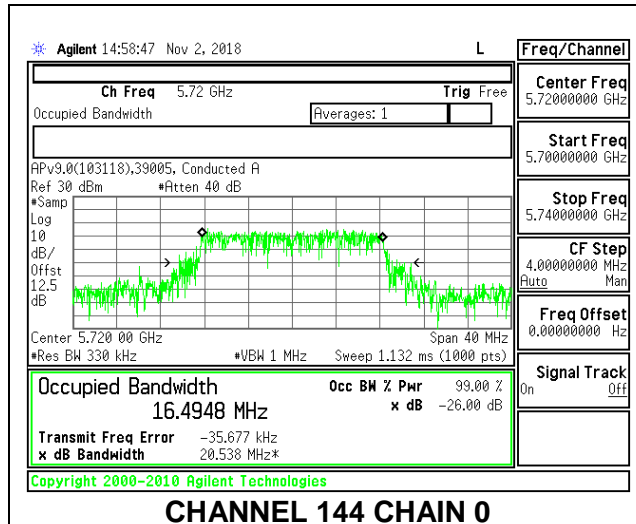 Agilent 14:58:47 Nov 2, 2018 L
Freq/Channel
Ch Freq 5.72 GHz Trig Free
Occupied Bandwidth Averages: 1
APv9.0(103118),39005, Conducted A
Ref 30 dBm #Atten 40 dB
#Samp
Log
10
dB/
Offst
12.5
dB
Center 5.720 00 GHz Span 40 MHz
#Res BW 330 kHz #VBW 1 MHz Sweep 1.132 ms (1000 pts)
Occupied Bandwidth Occ BW % Pwr 99.00 %
16.4948 MHz x dB -26.00 dB
Transmit Freq Error -35.677 kHz
x dB Bandwidth 20.538 MHz*
Copyright 2000-2010 Agilent Technologies
Center Freq
5.72000000 GHz
Start Freq
5.70000000 GHz
Stop Freq
5.74000000 GHz
CF Step
4.00000000 MHz
Auto Man
Freq Offset
0.00000000 Hz
Signal Track
On Off
CHANNEL 144 CHAIN 0